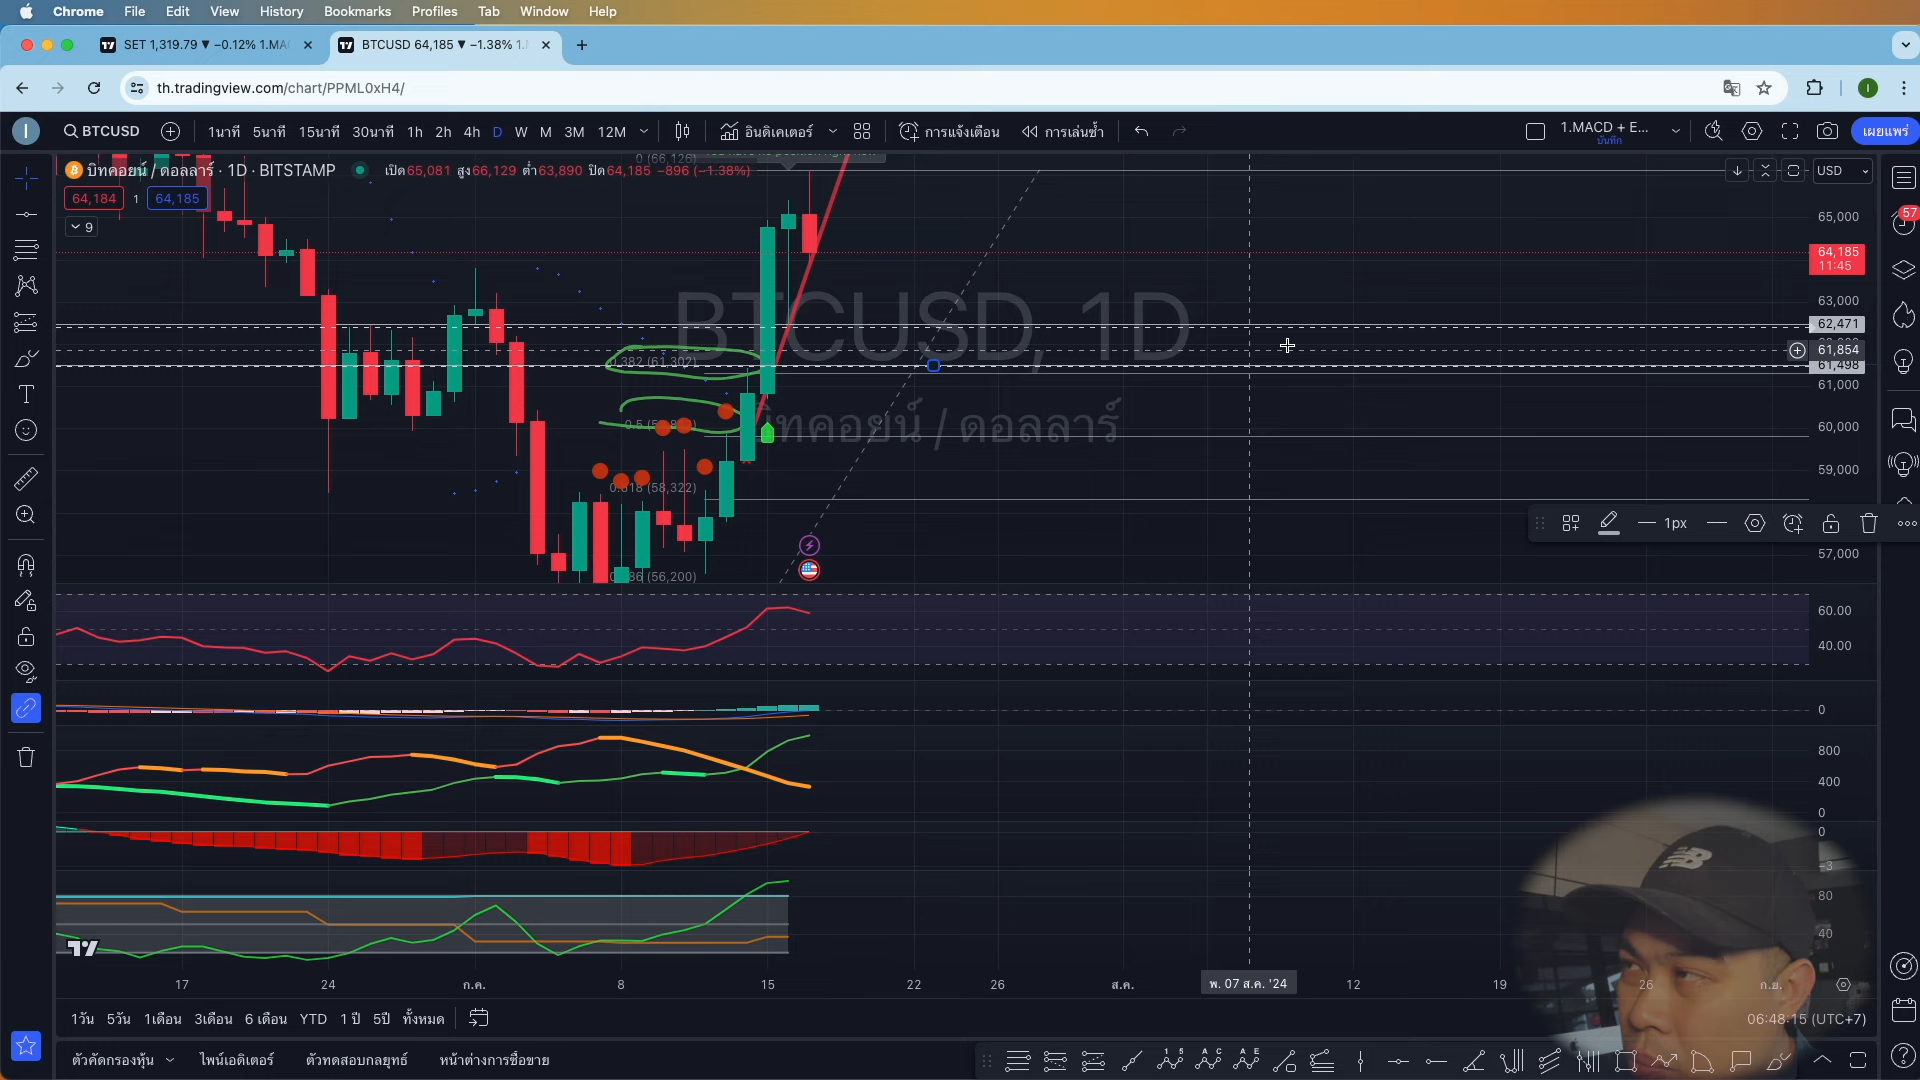 Chrome File Edit View History Bookmarks Profiles Tab Window Help
SET 1,319.79 ▼ −0.12% 1.MA
BTCUSD 64,185 ▼ −1.38% 1.
th.tradingview.com/chart/PPML0xH4/
I
I BTCUSD 1นาที 5นาที 15นาที 30นาที 1h 2h 4h D W M 3M 12M อินดิเคเตอร์ การแจ้งเตือน การเล่นซ้ำ 1.MACD + E... เผยแพร่
บันทึก
บิทคอยน์ / ดอลลาร์ · 1D · BITSTAMP เปิด65,081 สูง66,129 ต่ำ63,890 ปิด64,185 −896 (−1.38%)
0 (66,126)
USD
64,184 1 64,185
9
57
65,000
64,185
11:45
63,000
62,471
61,854
61,498
61,000
60,000
59,000
57,000
BTCUSD, 1D
บิทคอยน์ / ดอลลาร์
0.382 (61,302)
0.618 (58,322)
1px
60.00
40.00
0
800
400
0
0
−3
80
40
17 24 ก.ค. 8 15 22 26 ส.ค. พ. 07 ส.ค. '24 12 19 26 ก.ย.
1วัน 5วัน 1เดือน 3เดือน 6 เดือน YTD 1 ปี 5ปี ทั้งหมด
06:48:15 (UTC+7)
ตัวคัดกรองหุ้น ไพน์เอดิเตอร์ ตัวทดสอบกลยุทธ์ หน้าต่างการซื้อขาย